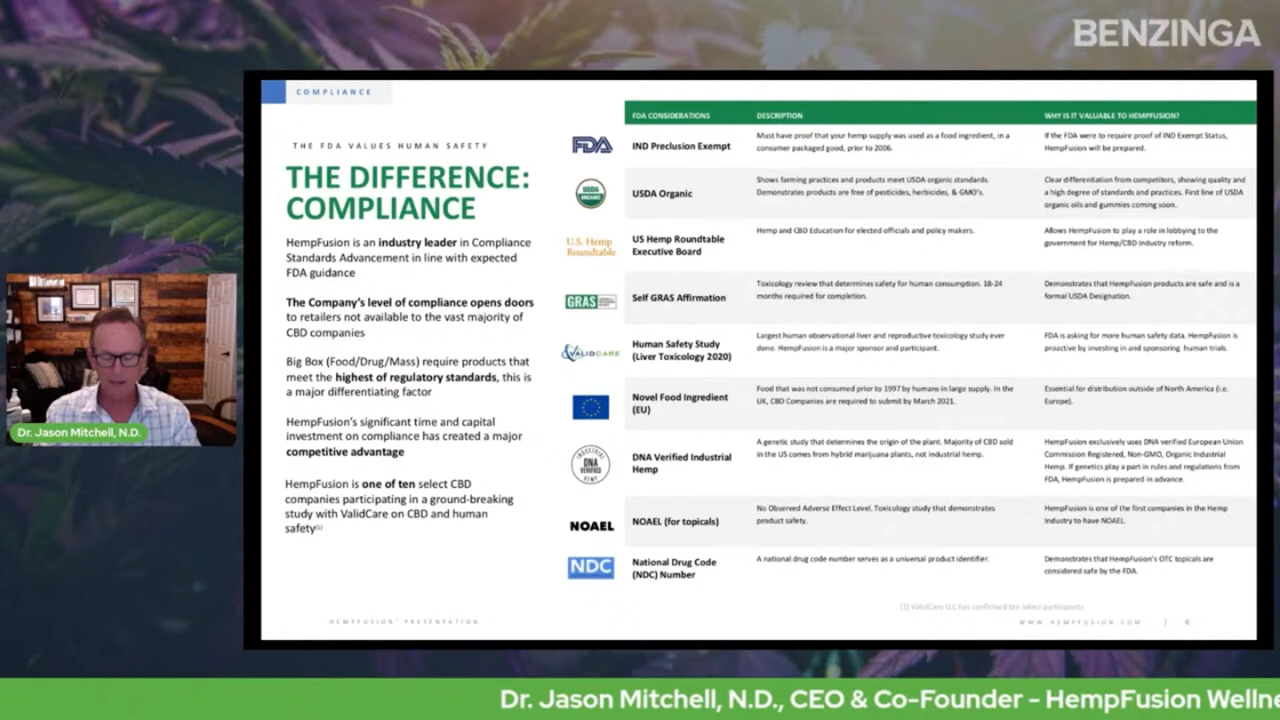 BENZINGA
COMPLIANCE
THE FDA VALUES HUMAN SAFETY
THE DIFFERENCE:
COMPLIANCE
HempFusion is an industry leader in Compliance
Standards Advancement in line with expected
FDA guidance
The Company's level of compliance opens doors
to retailers not available to the vast majority of
CBD companies
Big Box (Food/Drug/Mass) require products that
meet the highest of regulatory standards, this is
a major differentiating factor
HempFusion's significant time and capital
investment on compliance has created a major
competitive advantage
HempFusion is one of ten select CBD
companies participating in a ground-breaking
study with ValidCare on CBD and human
safety(1)
FDA CONSIDERATIONS DESCRIPTION WHY IS IT VALUABLE TO HEMPFUSION?
FDA
IND Preclusion Exempt
Must have proof that your hemp supply was used as a food ingredient, in a
consumer packaged good, prior to 2006.
If the FDA were to require proof of IND Exempt Status,
HempFusion will be prepared.
USDA
ORGANIC
USDA Organic
Shows farming practices and products meet USDA organic standards.
Demonstrates products are free of pesticides, herbicides, & GMO's.
Clear differentiation from competitors, showing quality and
a high degree of standards and practices. First line of USDA
organic oils and gummies coming soon.
U.S. Hemp
Roundtable
US Hemp Roundtable
Executive Board
Hemp and CBD Education for elected officials and policy makers.
Allows HempFusion to play a role in lobbying to the
government for Hemp/CBD industry reform.
GRAS
Self GRAS Affirmation
Toxicology review that determines safety for human consumption. 18-24
months required for completion.
Demonstrates that HempFusion products are safe and is a
formal USDA Designation.
VALIDCARE
Human Safety Study
(Liver Toxicology 2020)
Largest human observational liver and reproductive toxicology study ever
done. HempFusion is a major sponsor and participant.
FDA is asking for more human safety data. HempFusion is
proactive by investing in and sponsoring human trials.
Novel Food Ingredient
(EU)
Food that was not consumed prior to 1997 by humans in large supply. In the
UK, CBD Companies are required to submit by March 2021.
Essential for distribution outside of North America (i.e.
Europe).
INDUSTRIAL
DNA
VERIFIED
HEMP
DNA Verified Industrial
Hemp
A genetic study that determines the origin of the plant. Majority of CBD sold
in the US comes from hybrid marijuana plants, not industrial hemp.
HempFusion exclusively uses DNA verified European Union
Commission Registered, Non-GMO, Organic Industrial
Hemp. If genetics play a part in rules and regulations from
FDA, HempFusion is prepared in advance.
NOAEL
NOAEL (for topicals)
No Observed Adverse Effect Level. Toxicology study that demonstrates
product safety.
HempFusion is one of the first companies in the Hemp
Industry to have NOAEL.
NDC
National Drug Code
(NDC) Number
A national drug code number serves as a universal product identifier.
Demonstrates that HempFusion's OTC topicals are
considered safe by the FDA.
(1) ValidCare LLC has confirmed ten select participants
HEMPFUSION PRESENTATION
WWW.HEMPFUSION.COM | 8
Dr. Jason Mitchell, N.D.
Dr. Jason Mitchell, N.D., CEO & Co-Founder - HempFusion Wellne